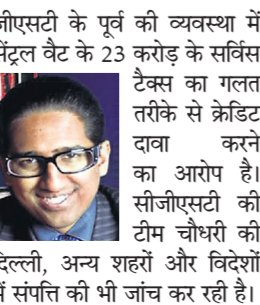 जीएसटी के पूर्व की व्यवस्था में
सेंट्रल वैट के 23 करोड़ के सर्विस
टैक्स का गलत
तरीके से क्रेडिट
दावा करने
का आरोप है।
सीजीएसटी की
टीम चौधरी की
दिल्ली, अन्य शहरों और विदेशों
में संपत्ति की भी जांच कर रही है।